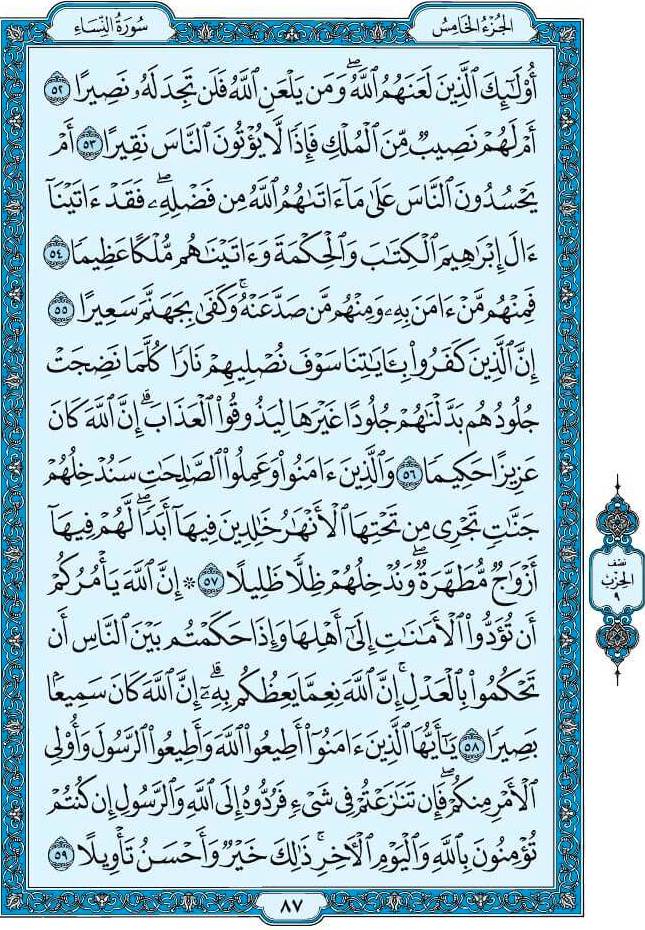 الجُزْءُ الخَامِسُ
سُورَةُ النِّسَاءِ
أُوْلَٰٓئِكَ ٱلَّذِينَ لَعَنَهُمُ ٱللَّهُۖ وَمَن يَلْعَنِ ٱللَّهُ فَلَن تَجِدَ لَهُۥ نَصِيرًا ٥٢
أَمْ لَهُمْ نَصِيبٌ مِّنَ ٱلْمُلْكِ فَإِذًا لَّا يُؤْتُونَ ٱلنَّاسَ نَقِيرًا ٥٣ أَمْ
يَحْسُدُونَ ٱلنَّاسَ عَلَىٰ مَآ ءَاتَىٰهُمُ ٱللَّهُ مِن فَضْلِهِۦۖ فَقَدْ ءَاتَيْنَآ
ءَالَ إِبْرَٰهِيمَ ٱلْكِتَٰبَ وَٱلْحِكْمَةَ وَءَاتَيْنَٰهُم مُّلْكًا عَظِيمًا ٥٤
فَمِنْهُم مَّنْ ءَامَنَ بِهِۦ وَمِنْهُم مَّن صَدَّ عَنْهُۚ وَكَفَىٰ بِجَهَنَّمَ سَعِيرًا ٥٥
إِنَّ ٱلَّذِينَ كَفَرُوا۟ بِـَٔايَٰتِنَا سَوْفَ نُصْلِيهِمْ نَارًا كُلَّمَا نَضِجَتْ
جُلُودُهُم بَدَّلْنَٰهُمْ جُلُودًا غَيْرَهَا لِيَذُوقُوا۟ ٱلْعَذَابَۗ إِنَّ ٱللَّهَ كَانَ
عَزِيزًا حَكِيمًا ٥٦ وَٱلَّذِينَ ءَامَنُوا۟ وَعَمِلُوا۟ ٱلصَّٰلِحَٰتِ سَنُدْخِلُهُمْ
جَنَّٰتٍ تَجْرِى مِن تَحْتِهَا ٱلْأَنْهَٰرُ خَٰلِدِينَ فِيهَآ أَبَدًاۖ لَّهُمْ فِيهَآ
أَزْوَٰجٌ مُّطَهَّرَةٌۖ وَنُدْخِلُهُمْ ظِلًّا ظَلِيلًا ٥٧ ۞ إِنَّ ٱللَّهَ يَأْمُرُكُمْ
أَن تُؤَدُّوا۟ ٱلْأَمَٰنَٰتِ إِلَىٰٓ أَهْلِهَا وَإِذَا حَكَمْتُم بَيْنَ ٱلنَّاسِ أَن
تَحْكُمُوا۟ بِٱلْعَدْلِۚ إِنَّ ٱللَّهَ نِعِمَّا يَعِظُكُم بِهِۦٓۗ إِنَّ ٱللَّهَ كَانَ سَمِيعًۢا
بَصِيرًا ٥٨ يَٰٓأَيُّهَا ٱلَّذِينَ ءَامَنُوٓا۟ أَطِيعُوا۟ ٱللَّهَ وَأَطِيعُوا۟ ٱلرَّسُولَ وَأُو۟لِى
ٱلْأَمْرِ مِنكُمْۖ فَإِن تَنَٰزَعْتُمْ فِى شَىْءٍ فَرُدُّوهُ إِلَى ٱللَّهِ وَٱلرَّسُولِ إِن كُنتُمْ
تُؤْمِنُونَ بِٱللَّهِ وَٱلْيَوْمِ ٱلْءَاخِرِۚ ذَٰلِكَ خَيْرٌ وَأَحْسَنُ تَأْوِيلًا ٥٩
نصف
الحزب
٩
٨٧